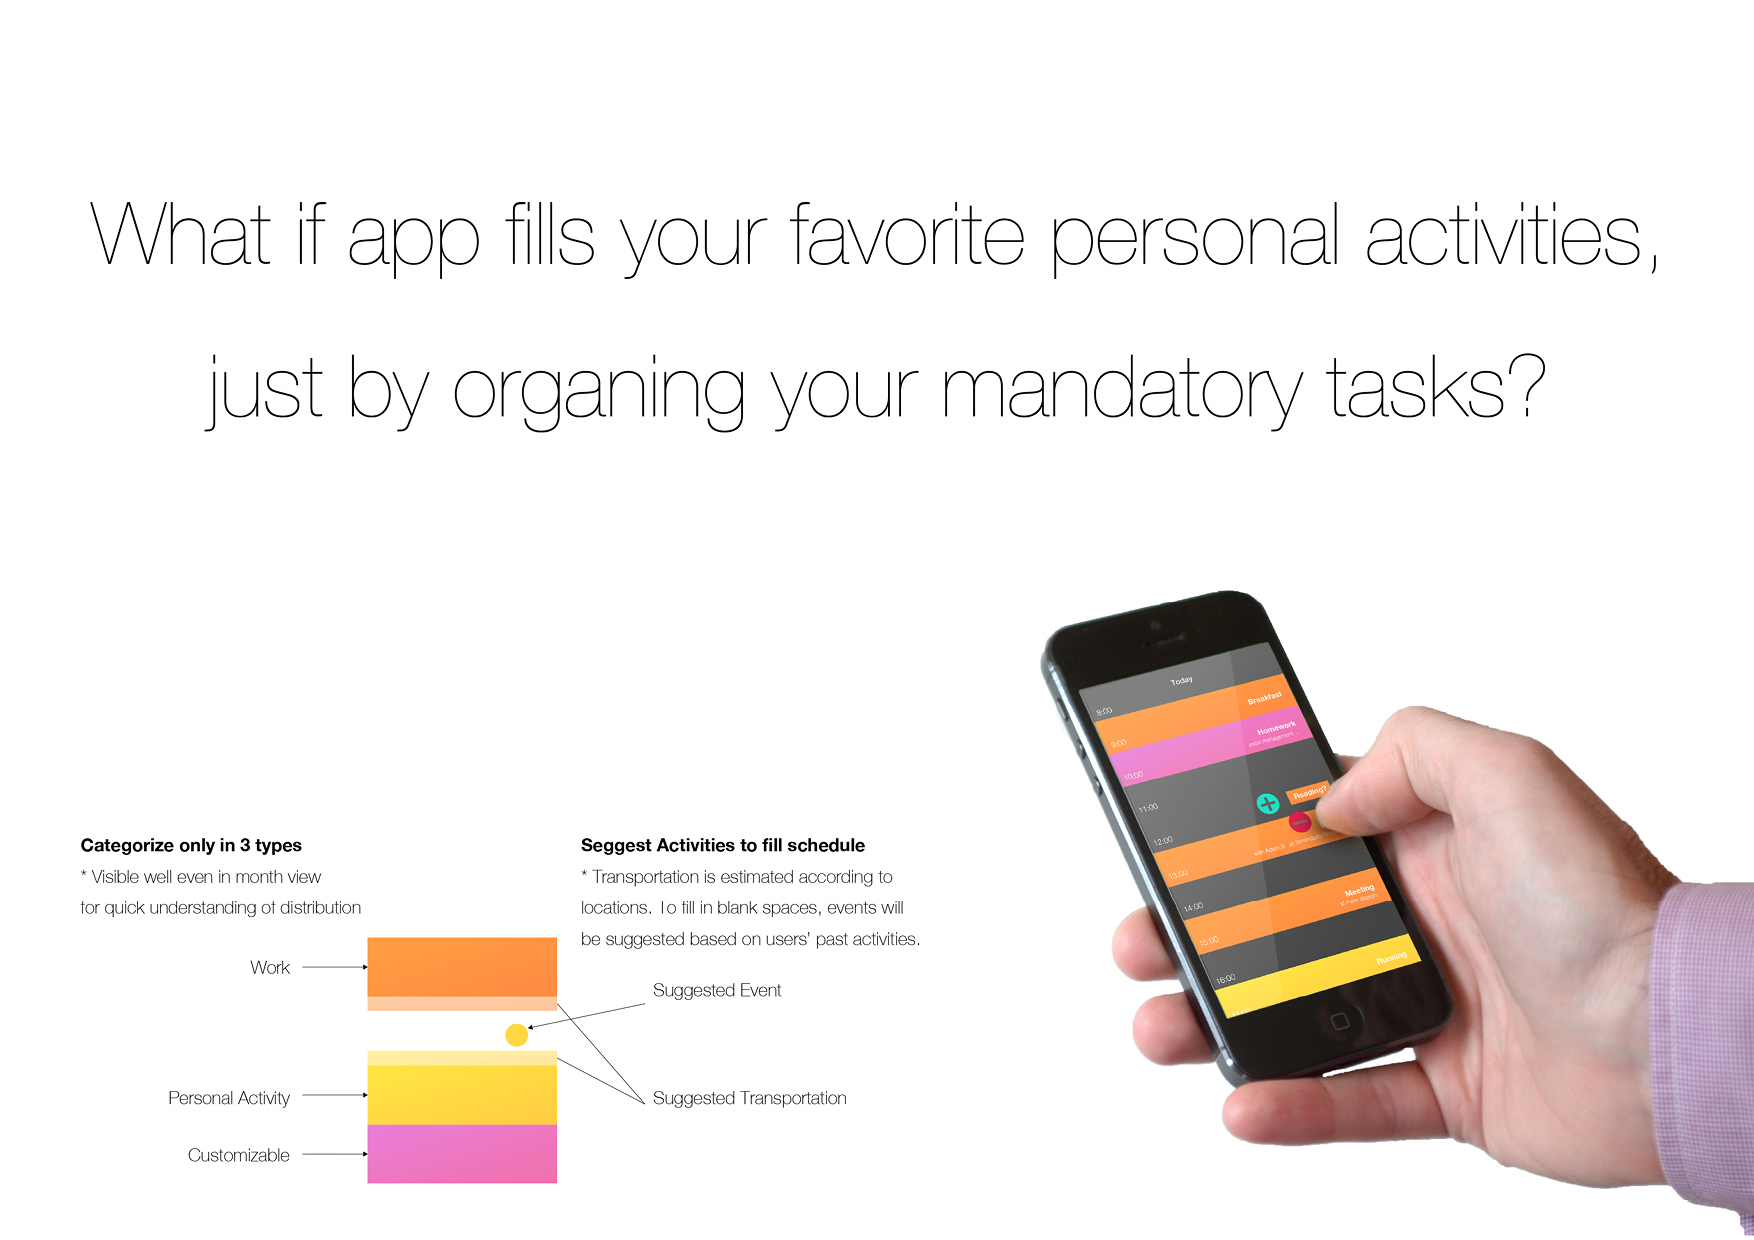 What if app fills your favorite personal activities,
just by organing your mandatory tasks?
Categorize only in 3 types
* Visible well even in month view
for quick understanding of distribution
Work
Personal Activity
Customizable
Seggest Activities to fill schedule
* Transportation is estimated according to
locations. To fill in blank spaces, events will
be suggested based on users' past activities.
Suggested Event
Suggested Transportation
Today
8:00
Breakfast
9:00
Homework
management ...
10:00
11:00
Reading?
12:00
13:00
14:00
Meeting
15:00
16:00
Running